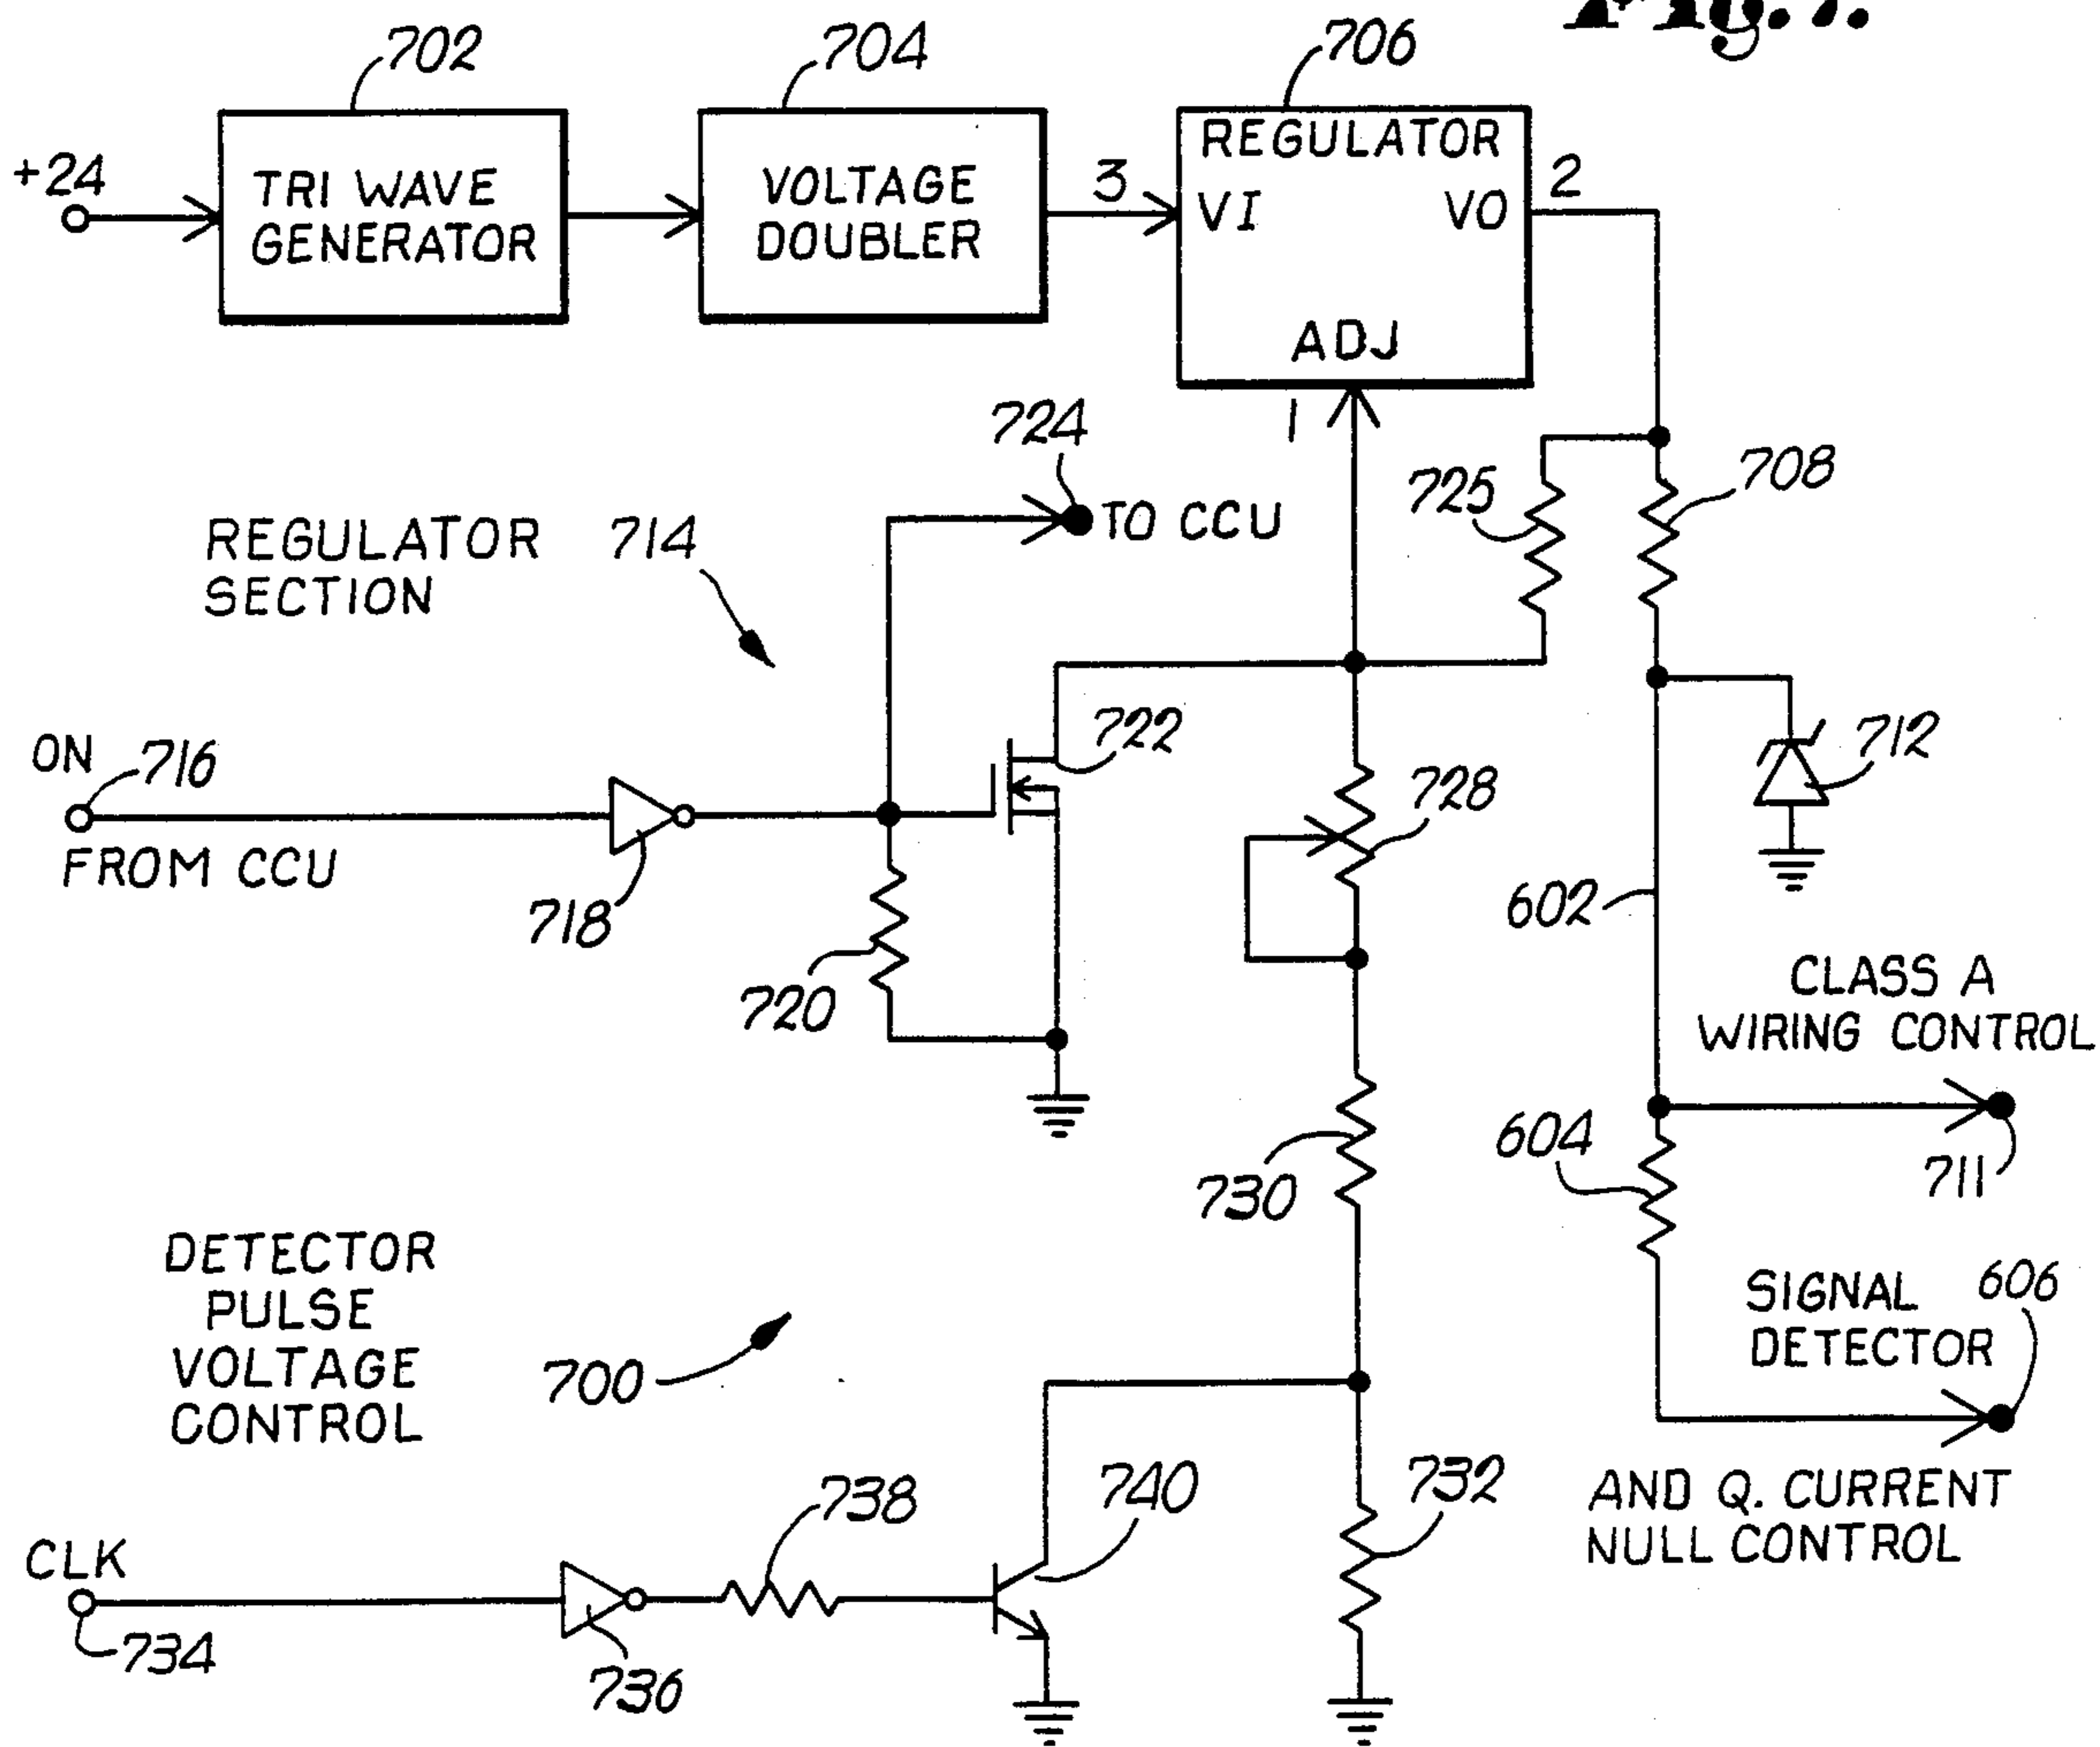 Fig. 7.
702
704
706
+24
TRI WAVE
GENERATOR
VOLTAGE
DOUBLER
3
REGULATOR
VI
VO
2
ADJ
1
724
TO CCU
725
708
REGULATOR
SECTION
714
ON
716
FROM CCU
718
720
722
728
712
602
CLASS A
WIRING CONTROL
711
604
730
DETECTOR
PULSE
VOLTAGE
CONTROL
700
SIGNAL
DETECTOR
606
AND Q. CURRENT
NULL CONTROL
732
740
738
CLK
734
736